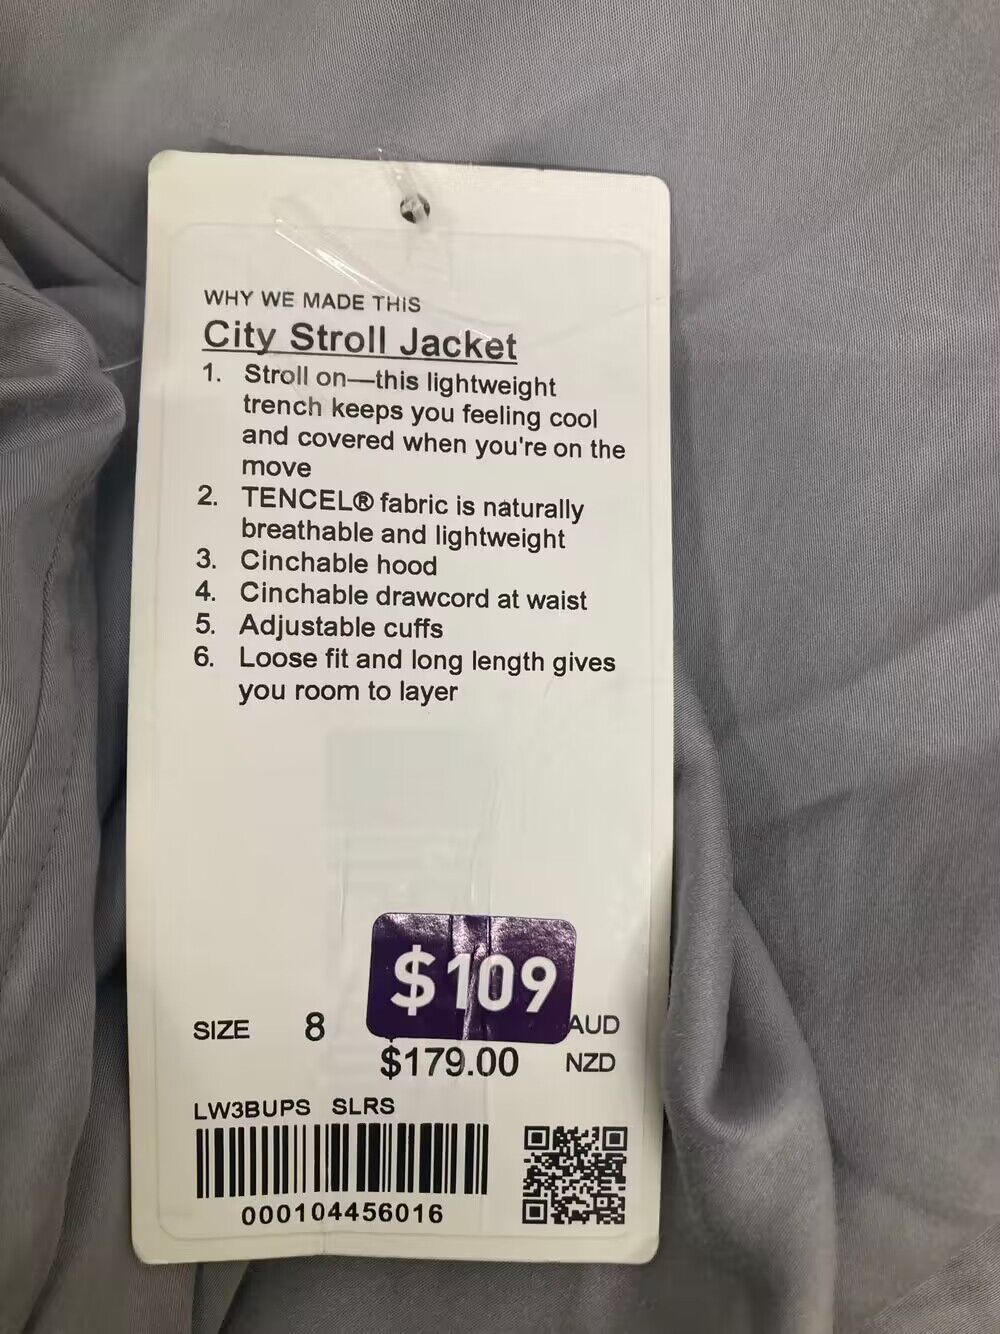 WHY WE MADE THIS
City Stroll Jacket
1. Stroll on—this lightweight
trench keeps you feeling cool
and covered when you're on the
move
2. TENCEL® fabric is naturally
breathable and lightweight
3. Cinchable hood
4. Cinchable drawcord at waist
5. Adjustable cuffs
6. Loose fit and long length gives
you room to layer
$109
SIZE 8 AUD
$179.00 NZD
LW3BUPS SLRS
000104456016